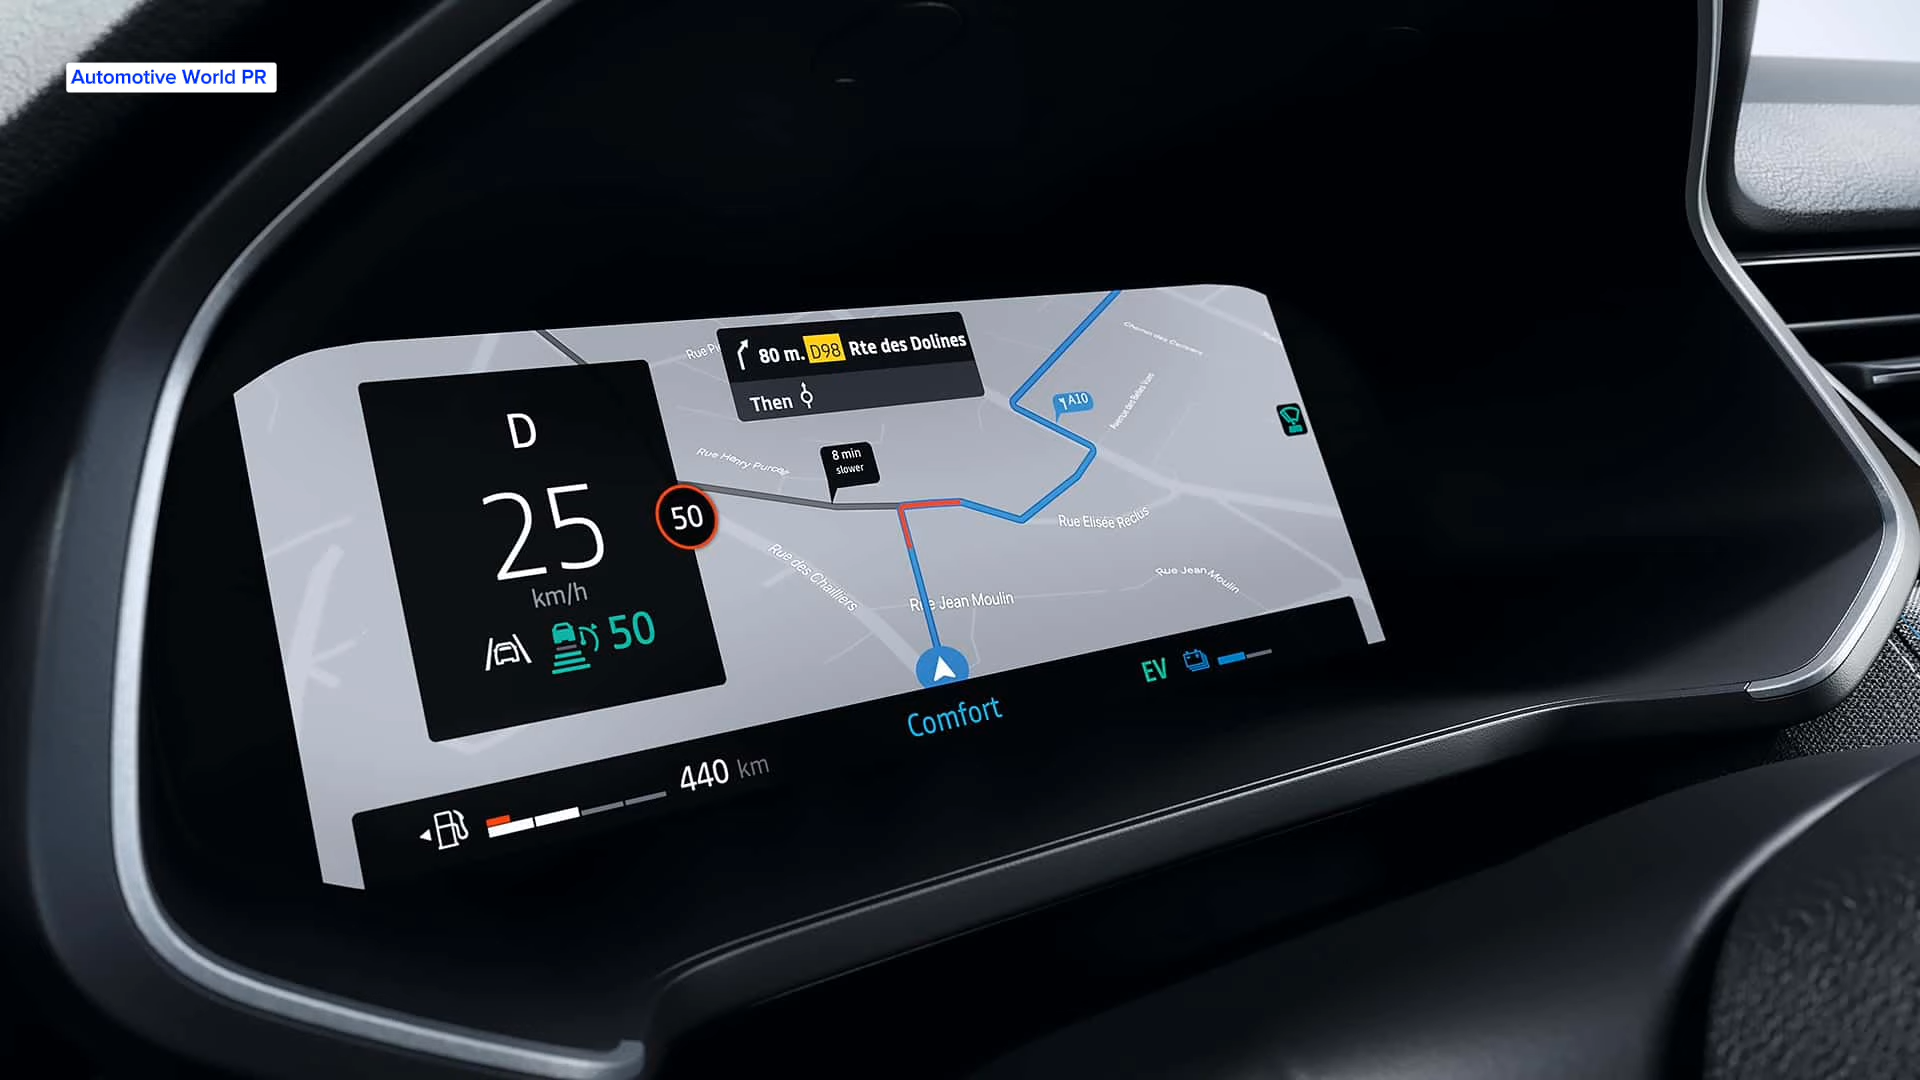 Automotive World PR
80 m. D98 Rte des Dolines
Then
A10
D
25
km/h
50
50
8 min
slower
Rue Henry Purcell
Rue des Chailliers
Rue Elisée Reclus
Rue Jean Moulin
Rue Jean Moulin
EV
Comfort
440 km